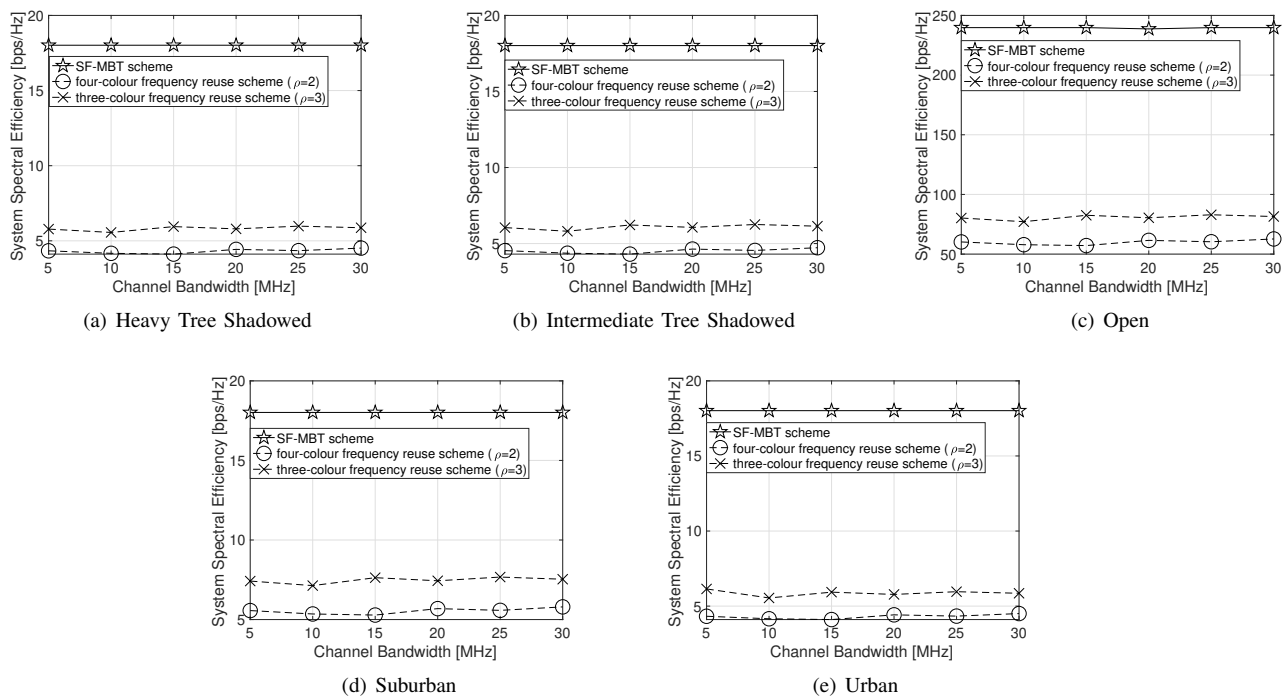 20
15
10
5
System Spectral Efficiency [bps/Hz]
SF-MBT scheme
four-colour frequency reuse scheme (ρ=2)
three-colour frequency reuse scheme (ρ=3)
5 10 15 20 25 30
Channel Bandwidth [MHz]
(a) Heavy Tree Shadowed
20
15
10
5
System Spectral Efficiency [bps/Hz]
SF-MBT scheme
four-colour frequency reuse scheme (ρ=2)
three-colour frequency reuse scheme (ρ=3)
5 10 15 20 25 30
Channel Bandwidth [MHz]
(b) Intermediate Tree Shadowed
250
200
150
100
50
System Spectral Efficiency [bps/Hz]
SF-MBT scheme
four-colour frequency reuse scheme (ρ=2)
three-colour frequency reuse scheme (ρ=3)
5 10 15 20 25 30
Channel Bandwidth [MHz]
(c) Open
20
15
10
5
System Spectral Efficiency [bps/Hz]
SF-MBT scheme
four-colour frequency reuse scheme (ρ=2)
three-colour frequency reuse scheme (ρ=3)
5 10 15 20 25 30
Channel Bandwidth [MHz]
(d) Suburban
20
15
10
5
System Spectral Efficiency [bps/Hz]
SF-MBT scheme
four-colour frequency reuse scheme (ρ=2)
three-colour frequency reuse scheme (ρ=3)
5 10 15 20 25 30
Channel Bandwidth [MHz]
(e) Urban